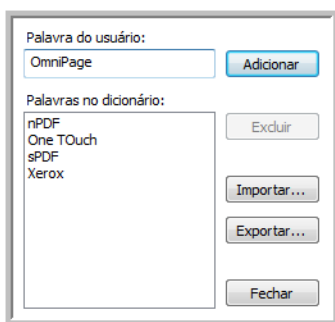 Palavra do usuário:
OmniPage
Adicionar
Palavras no dicionário:
nPDF
One TOuch
sPDF
Xerox
Excluir
Importar...
Exportar...
Fechar